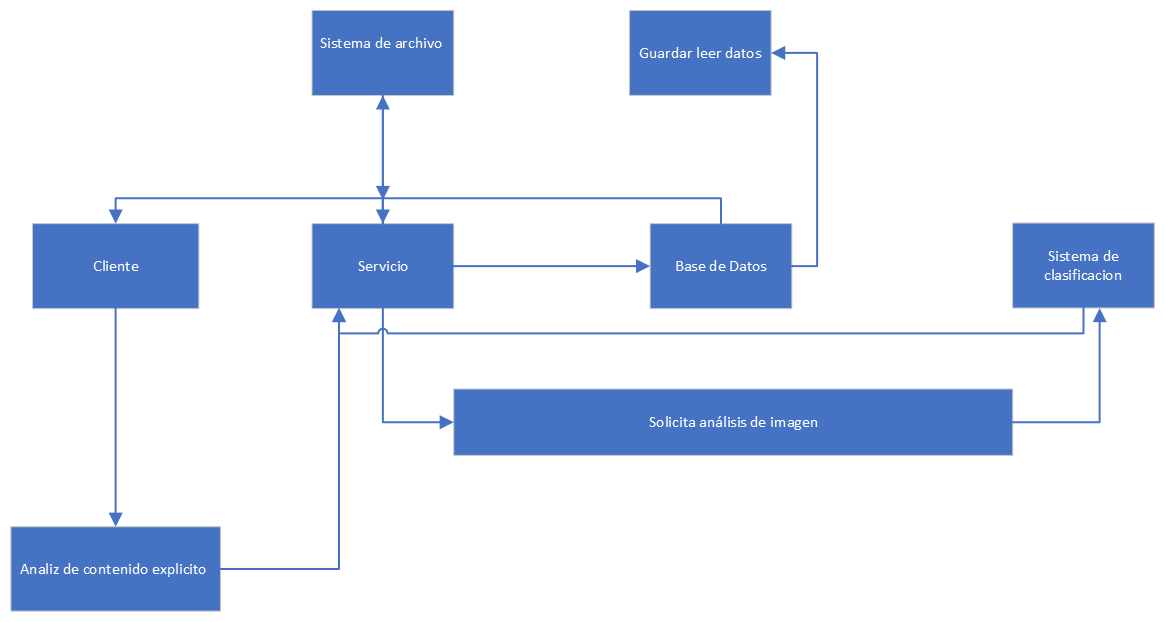 Sistema de archivo
Guardar leer datos
Cliente
Servicio
Base de Datos
Sistema de
clasificacion
Solicita análisis de imagen
Analiz de contenido explicito